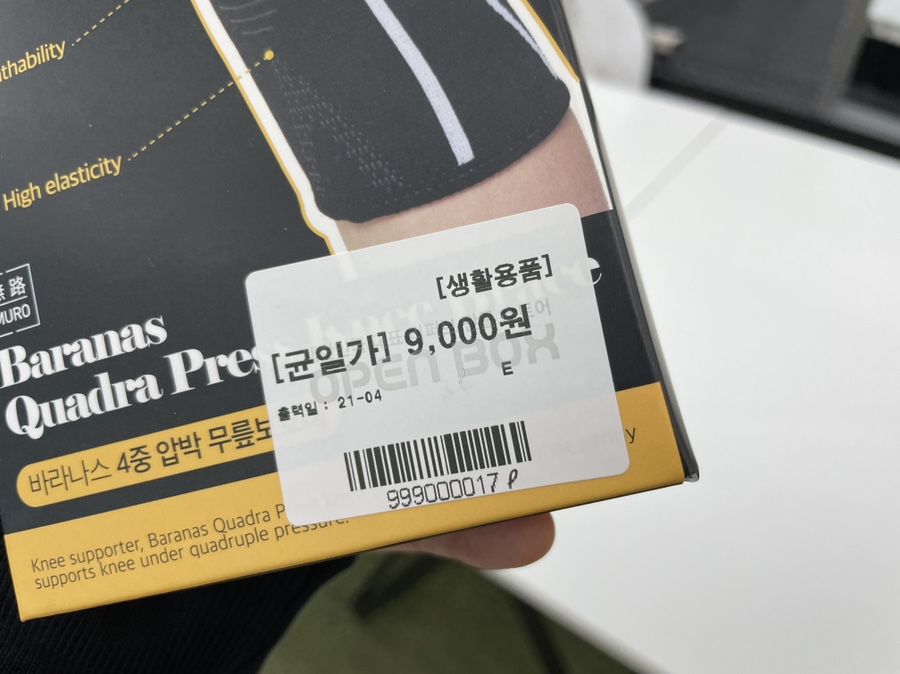 High elasticity
路
MURO
Baranas
Quadra Press
[생활용품]
[균일가] 9,000원
OPEN BOX
E
출력일 : 21-04
바라나스 4중 압박 무릎보
999000017
Knee supporter, Baranas Quadra
supports knee under quadruple pressure.